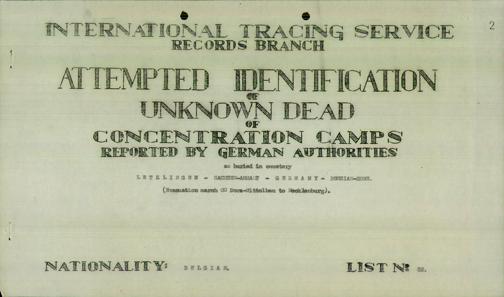 2
INTERNATIONAL TRACING SERVICE
RECORDS BRANCH
ATTEMPTED IDENTIFICATION
OF
UNKNOWN DEAD
OF
CONCENTRATION CAMPS
REPORTED BY GERMAN AUTHORITIES
as buried in cemetery
LETZLINGEN - SACHSEN-ANHALT - GERMANY - RUSSIAN-ZONE.
(Evacuation march CC Dora-Mittelbau to Mecklenburg).
NATIONALITY: BELGIAN.
LIST Nº